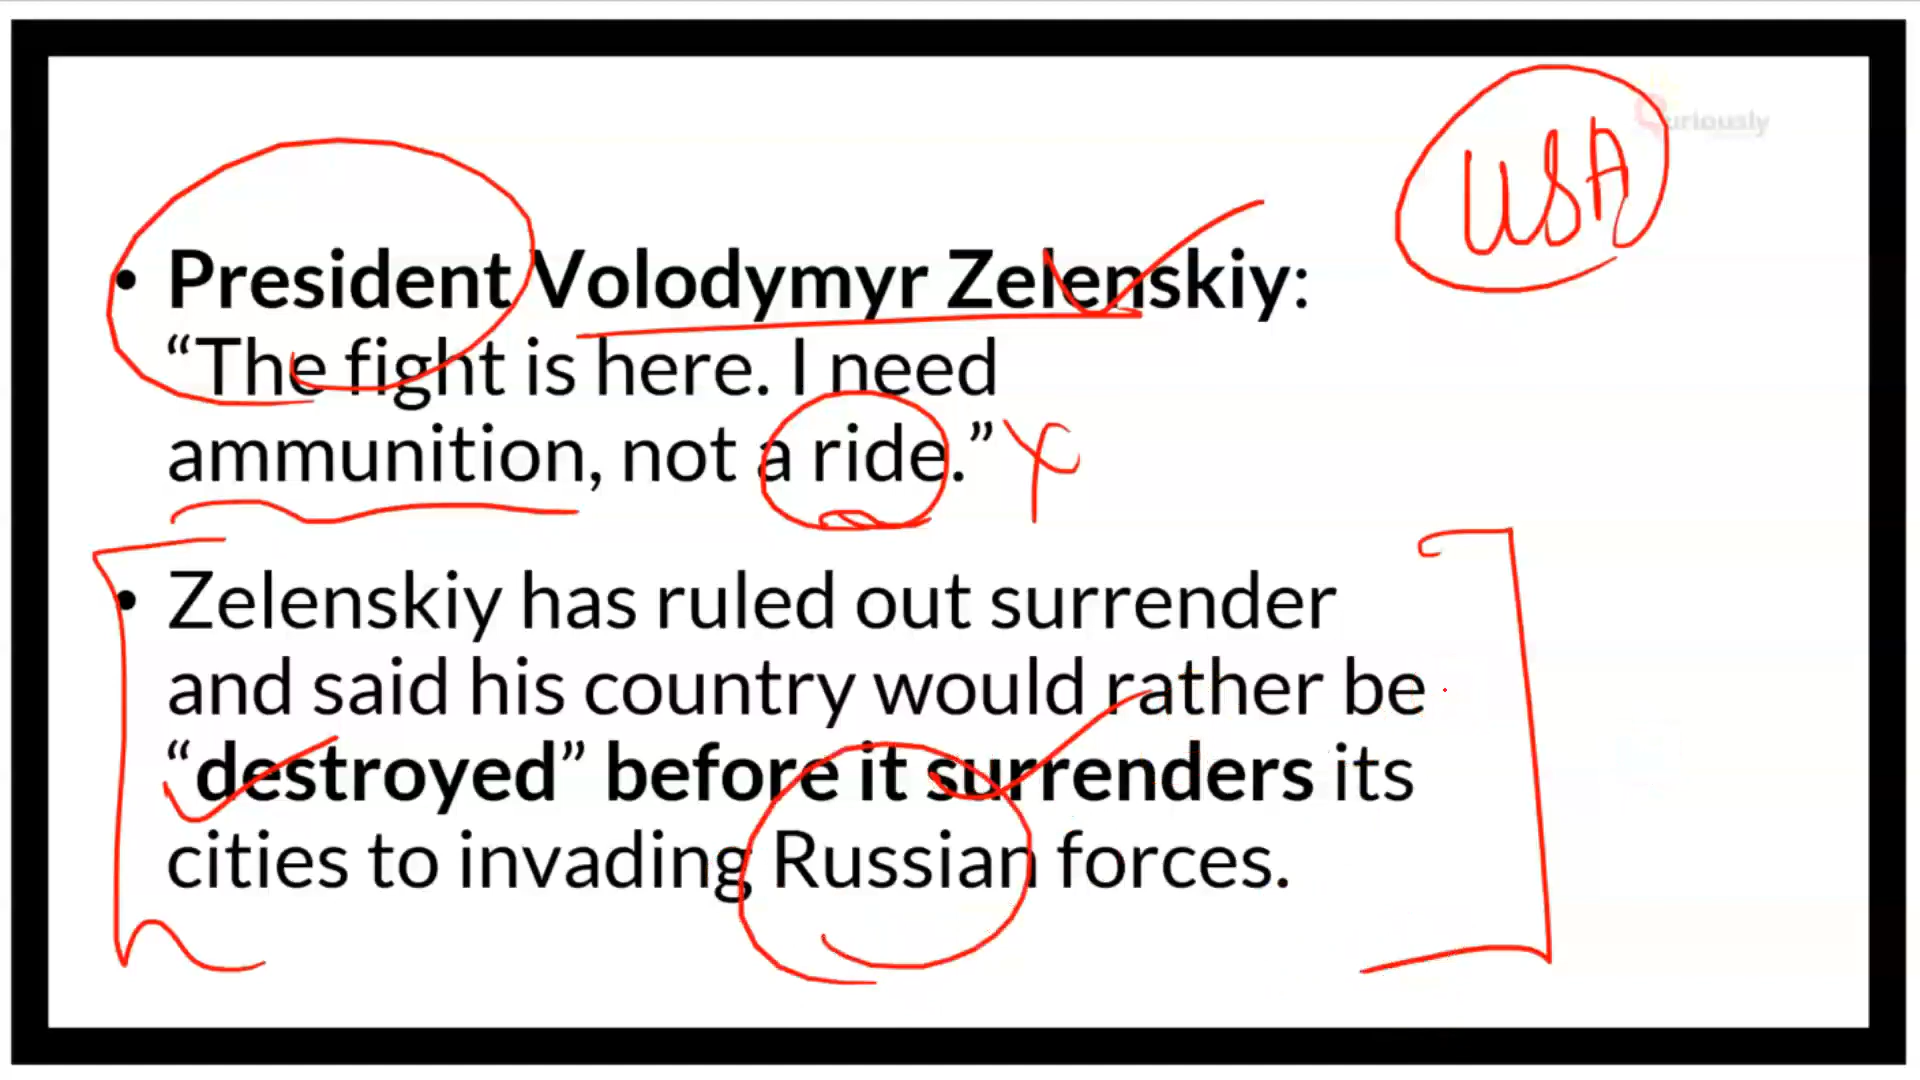 USA
Quriously
• President Volodymyr Zelenskiy:
“The fight is here. I need
ammunition, not a ride.”
• Zelenskiy has ruled out surrender
and said his country would rather be
“destroyed” before it surrenders its
cities to invading Russian forces.